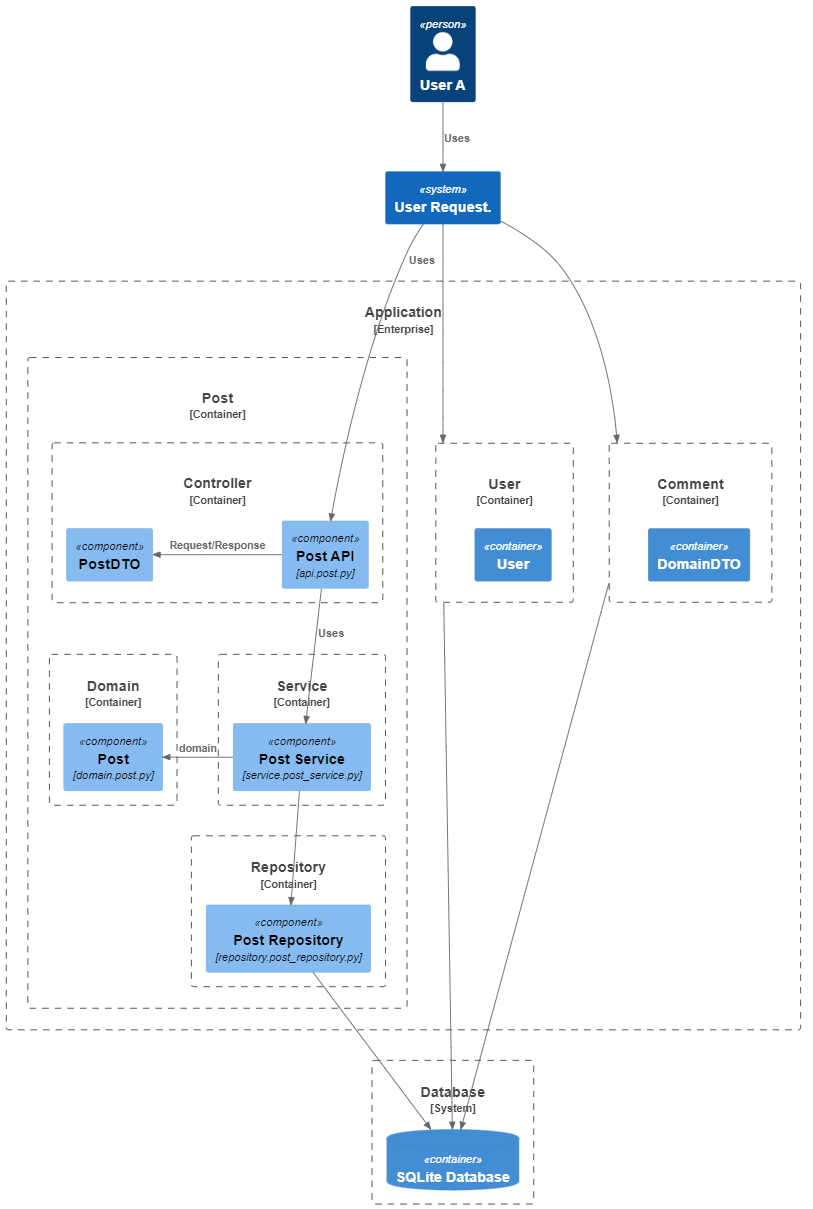 «person»
User A
Uses
«system»
User Request.
Uses
Application
[Enterprise]
Post
[Container]
Controller
[Container]
«component»
PostDTO
Request/Response
«component»
Post API
[api.post.py]
User
[Container]
«container»
User
Comment
[Container]
«container»
DomainDTO
Uses
Domain
[Container]
«component»
Post
[domain.post.py]
domain
Service
[Container]
«component»
Post Service
[service.post_service.py]
Repository
[Container]
«component»
Post Repository
[repository.post_repository.py]
Database
[System]
«container»
SQLite Database